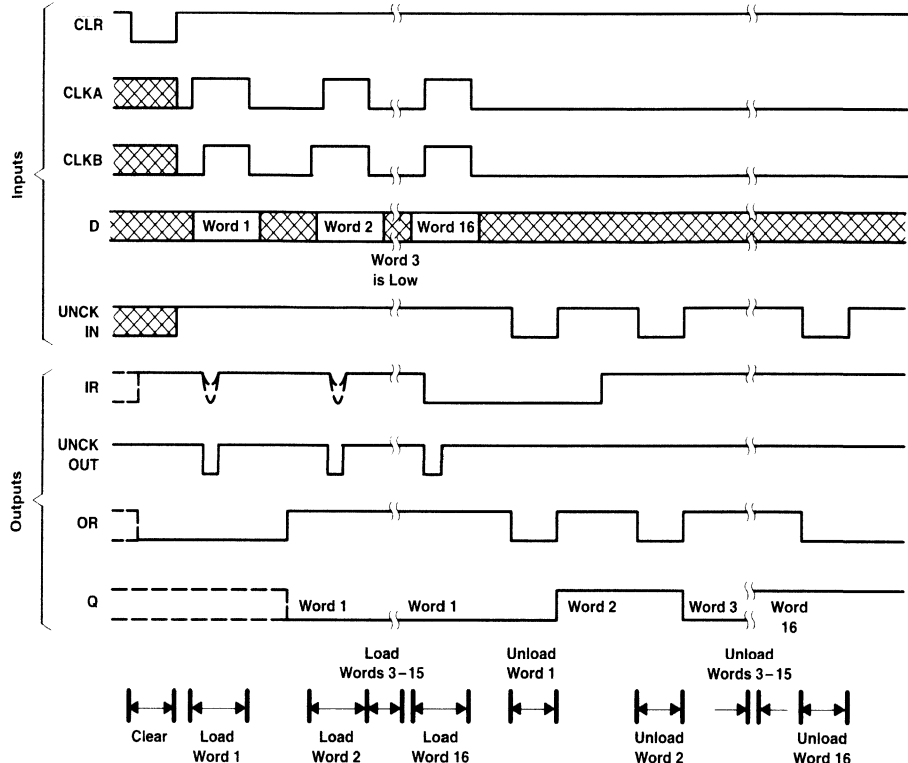 CLR
CLKA
CLKB
D
Word 1
Word 2
Word 16
Word 3
is Low
UNCK
IN
Inputs
IR
UNCK
OUT
OR
Q
Word 1
Word 1
Word 2
Word 3
Word
16
Outputs
Clear
Load
Word 1
Load
Word 2
Load
Words 3–15
Load
Word 16
Unload
Word 1
Unload
Word 2
Unload
Words 3–15
Unload
Word 16